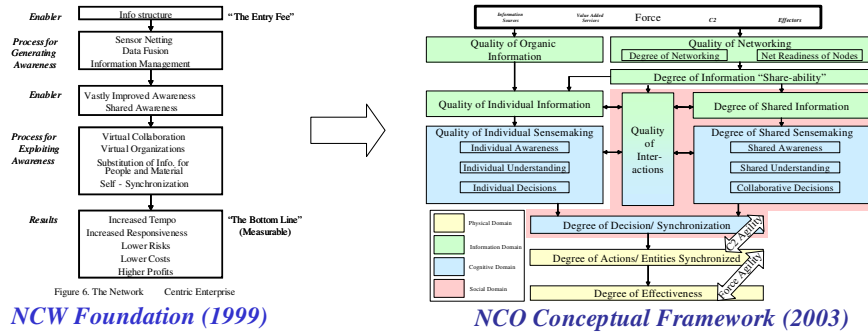 Enabler
Info structure
"The Entry Fee"
Process for
Generating
Awareness
Sensor Netting
Data Fusion
Information Management
Enabler
Vastly Improved Awareness
Shared Awareness
Process for
Exploiting
Awareness
Virtual Collaboration
Virtual Organizations
Substitution of Info. for
People and Material
Self - Synchronization
Results
Increased Tempo
Increased Responsiveness
Lower Risks
Lower Costs
Higher Profits
"The Bottom Line"
(Measurable)
Figure 6. The Network Centric Enterprise
NCW Foundation (1999)
Information
Sources
Value Added
Services
Force
C2
Effectors
Quality of Organic
Information
Quality of Networking
Degree of Networking
Net Readiness of Nodes
Degree of Information "Share-ability"
Quality of Individual Information
Degree of Shared Information
Quality of Individual Sensemaking
Individual Awareness
Individual Understanding
Individual Decisions
Quality
of
Inter-
actions
Degree of Shared Sensemaking
Shared Awareness
Shared Understanding
Collaborative Decisions
Physical Domain
Information Domain
Cognitive Domain
Social Domain
Degree of Decision/ Synchronization
C2 Agility
Degree of Actions/ Entities Synchronized
Force Agility
Degree of Effectiveness
NCO Conceptual Framework (2003)